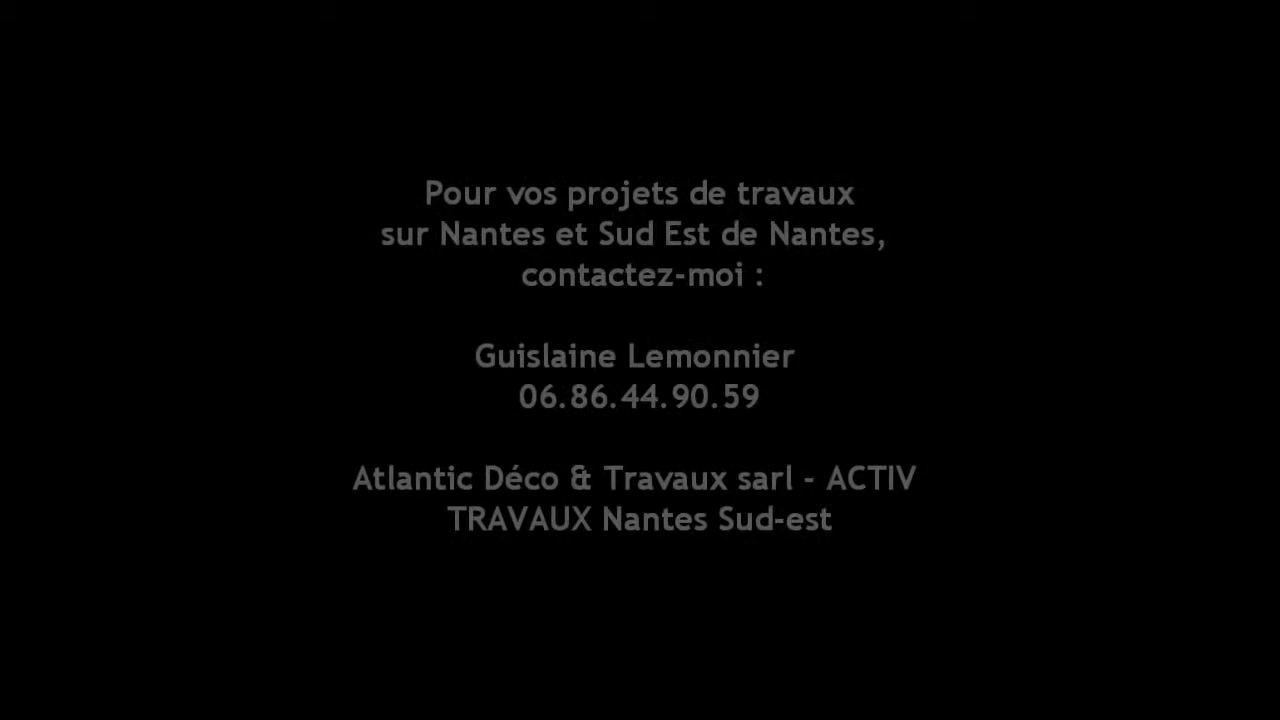 Pour vos projets de travaux
sur Nantes et Sud Est de Nantes,
contactez-moi :
Guislaine Lemonnier
06.86.44.90.59
Atlantic Déco & Travaux sarl - ACTIV
TRAVAUX Nantes Sud-est